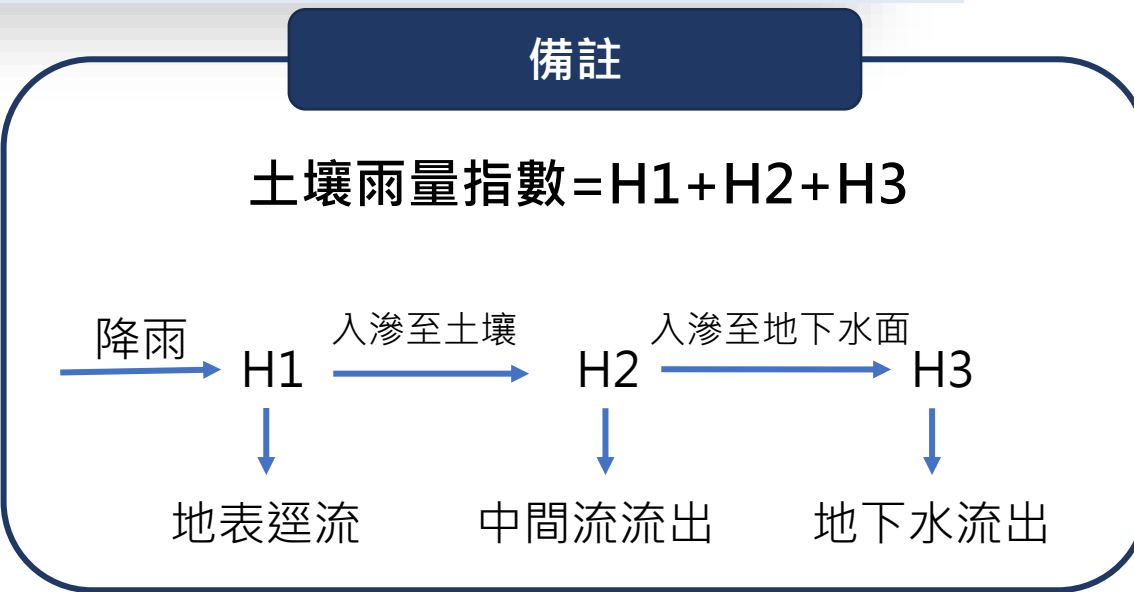 備註
土壤雨量指數=H1+H2+H3
降雨 入滲至土壤 入滲至地下水面
H1 H2 H3
地表逕流 中間流流出 地下水流出